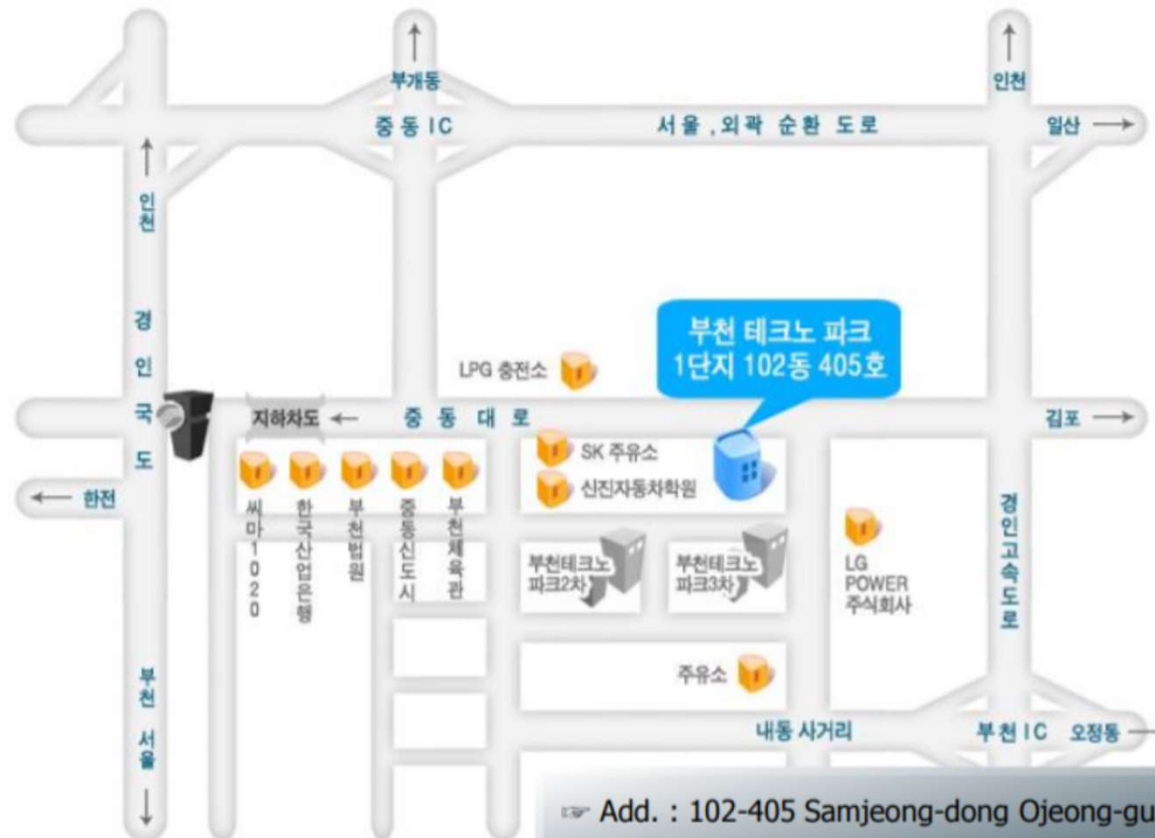 부개동
인천
중동IC
서울 ,외곽 순환 도로
일산
인천
부천 테크노 파크
1단지 102동 405호
LPG 충전소
경인국도
지하차도
중동대로
김포
SK 주유소
신진자동차학원
한전
씨마1020
한국산업은행
부천법원
중동신도시
부천체육관
부천테크노
파크2차
부천테크노
파크3차
LG
POWER
주식회사
경인고속도로
주유소
부천 서울
내동 사거리
부천IC
오정동
☞ Add. : 102-405 Samjeong-dong Ojeong-gu